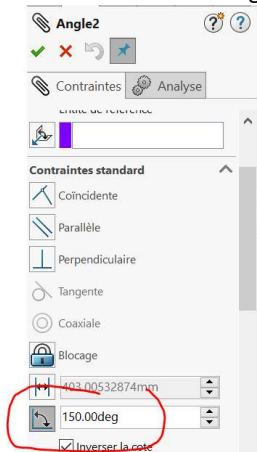 Angle2
Contraintes
Analyse
Entité de référence
Contraintes standard
Coïncidente
Parallèle
Perpendiculaire
Tangente
Coaxiale
Blocage
403.00532874mm
150.00deg
Inverser la cote